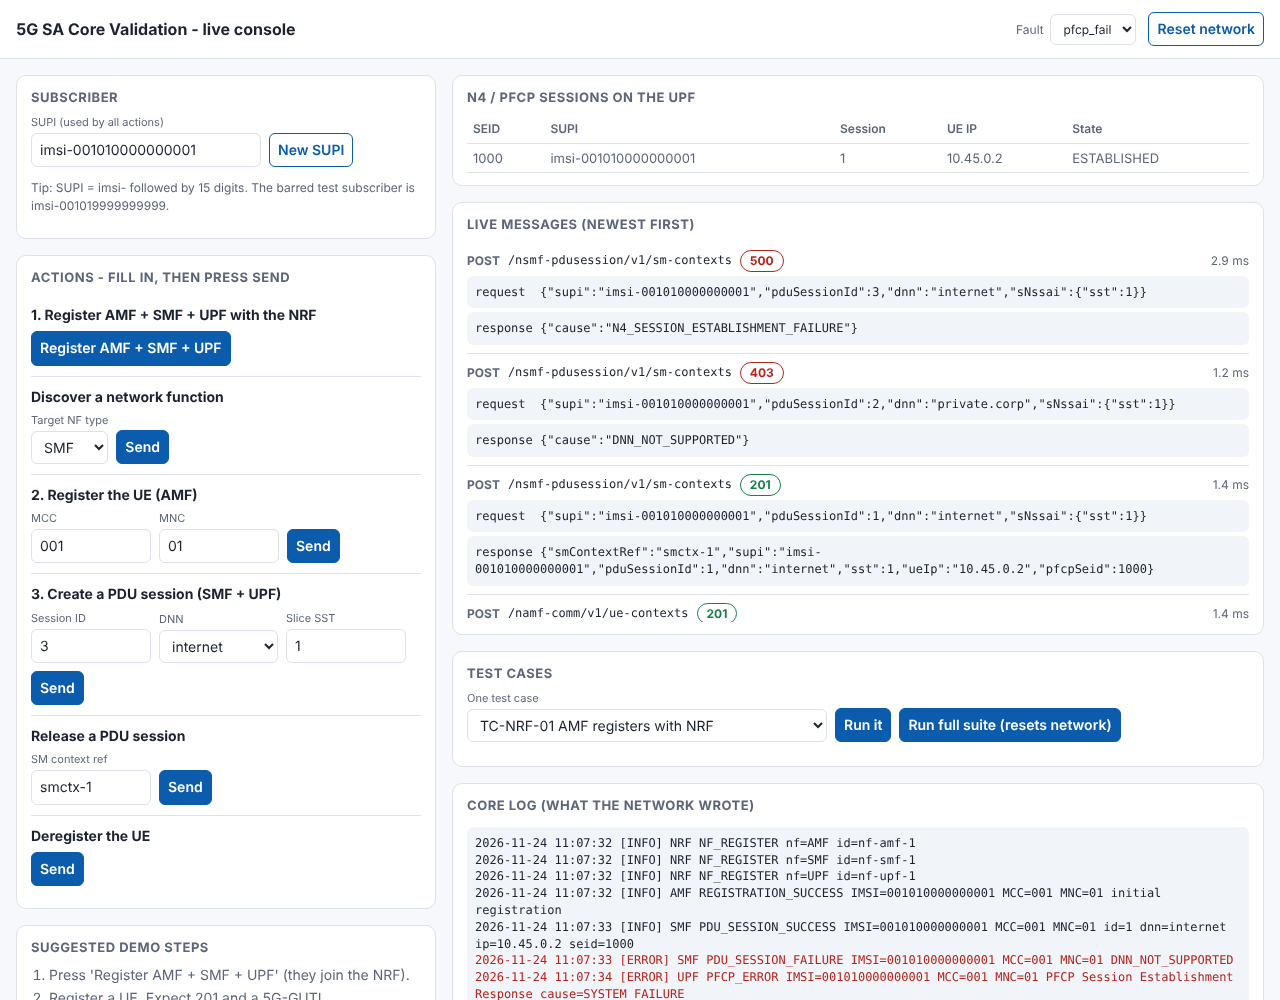 5G SA Core Validation - live console
Fault
pfcp_fail
Reset network
SUBSCRIBER
SUPI (used by all actions)
imsi-001010000000001
New SUPI
Tip: SUPI = imsi- followed by 15 digits. The barred test subscriber is
imsi-001019999999999.
ACTIONS - FILL IN, THEN PRESS SEND
1. Register AMF + SMF + UPF with the NRF
Register AMF + SMF + UPF
Discover a network function
Target NF type
SMF
Send
2. Register the UE (AMF)
MCC
MNC
001
01
Send
3. Create a PDU session (SMF + UPF)
Session ID
DNN
Slice SST
3
internet
1
Send
Release a PDU session
SM context ref
smctx-1
Send
Deregister the UE
Send
SUGGESTED DEMO STEPS
1. Press 'Register AMF + SMF + UPF' (they join the NRF).
2. Register a UE. Expect 201 and a 5G-GUTI.
N4 / PFCP SESSIONS ON THE UPF
SEID SUPI Session UE IP State
1000 imsi-001010000000001 1 10.45.0.2 ESTABLISHED
LIVE MESSAGES (NEWEST FIRST)
POST /nsmf-pdusession/v1/sm-contexts 500 2.9 ms
request {"supi":"imsi-001010000000001","pduSessionId":3,"dnn":"internet","sNssai":{"sst":1}}
response {"cause":"N4_SESSION_ESTABLISHMENT_FAILURE"}
POST /nsmf-pdusession/v1/sm-contexts 403 1.2 ms
request {"supi":"imsi-001010000000001","pduSessionId":2,"dnn":"private.corp","sNssai":{"sst":1}}
response {"cause":"DNN_NOT_SUPPORTED"}
POST /nsmf-pdusession/v1/sm-contexts 201 1.4 ms
request {"supi":"imsi-001010000000001","pduSessionId":1,"dnn":"internet","sNssai":{"sst":1}}
response {"smContextRef":"smctx-1","supi":"imsi-
001010000000001","pduSessionId":1,"dnn":"internet","sst":1,"ueIp":"10.45.0.2","pfcpSeid":1000}
POST /namf-comm/v1/ue-contexts 201 1.4 ms
TEST CASES
One test case
TC-NRF-01 AMF registers with NRF
Run it
Run full suite (resets network)
CORE LOG (WHAT THE NETWORK WROTE)
2026-11-24 11:07:32 [INFO] NRF NF_REGISTER nf=AMF id=nf-amf-1
2026-11-24 11:07:32 [INFO] NRF NF_REGISTER nf=SMF id=nf-smf-1
2026-11-24 11:07:32 [INFO] NRF NF_REGISTER nf=UPF id=nf-upf-1
2026-11-24 11:07:32 [INFO] AMF REGISTRATION_SUCCESS IMSI=001010000000001 MCC=001 MNC=01 initial
registration
2026-11-24 11:07:33 [INFO] SMF PDU_SESSION_SUCCESS IMSI=001010000000001 MCC=001 MNC=01 id=1 dnn=internet
ip=10.45.0.2 seid=1000
2026-11-24 11:07:33 [ERROR] SMF PDU_SESSION_FAILURE IMSI=001010000000001 MCC=001 MNC=01 DNN_NOT_SUPPORTED
2026-11-24 11:07:34 [ERROR] UPF PFCP_ERROR IMSI=001010000000001 MCC=001 MNC=01 PFCP Session Establishment
Response cause=SYSTEM FAILURE